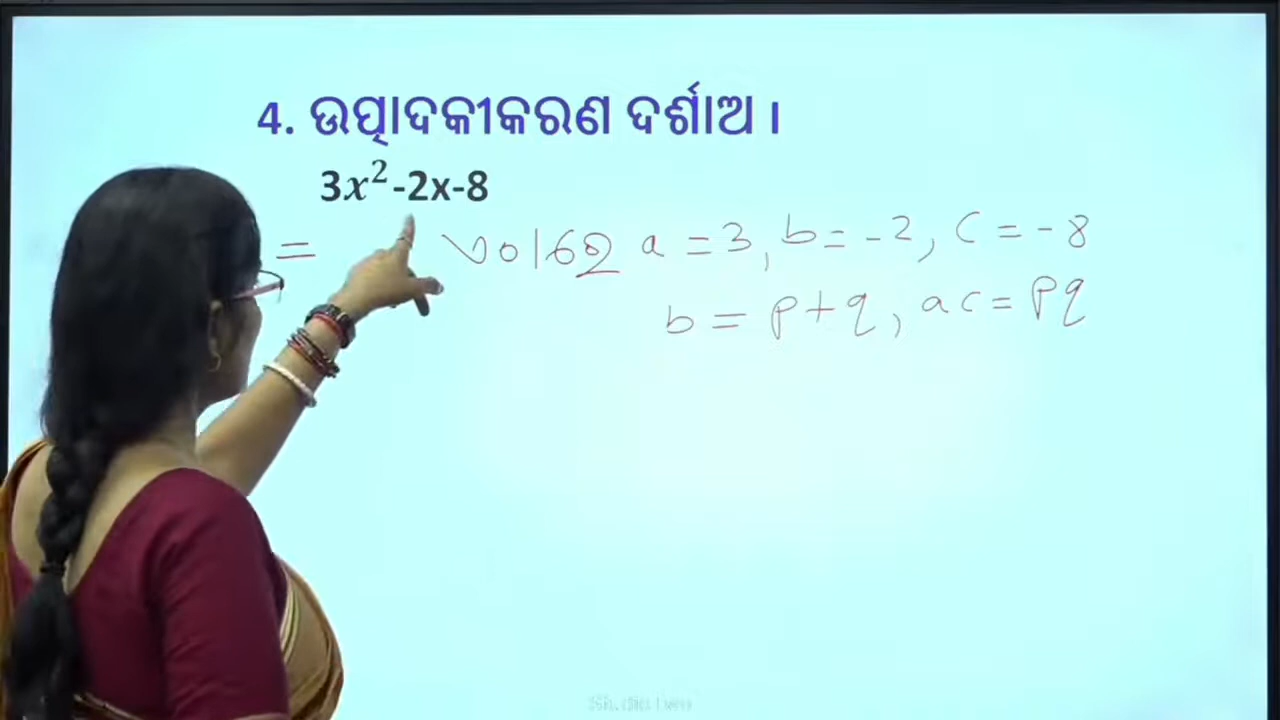 4. ଉତ୍ପାଦକୀକରଣ ଦର୍ଶାଅ ।
3x²-2x-8
= ଏଠାରେ a = 3, b = -2, c = -8
b = p + q, ac = pq